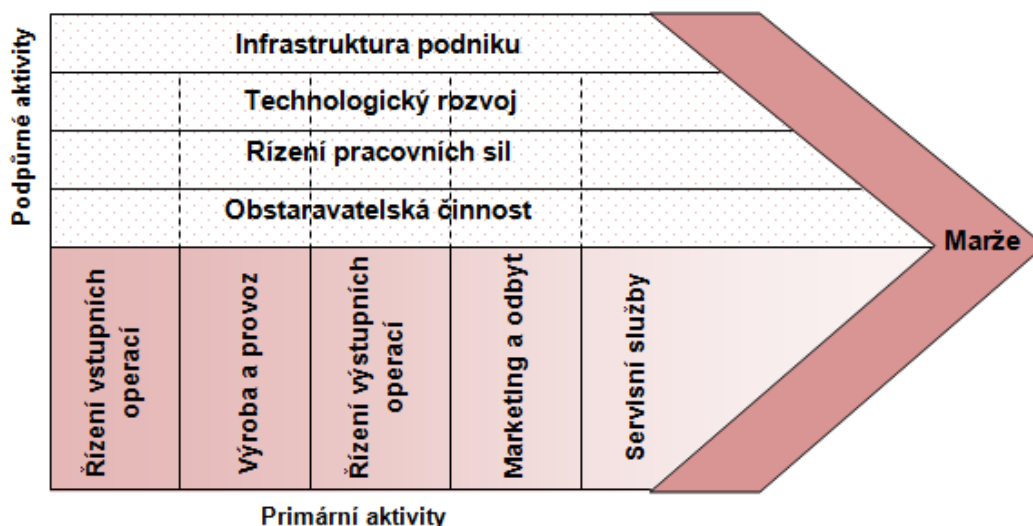 Podpůrné aktivity
Infrastruktura podniku
Technologický rozvoj
Rízení pracovních sil
Obstaravatelská činnost
Marže
Řízení vstupních
operací
Výroba a provoz
Řízení výstupních
operací
Marketing a odbyt
Servisní služby
Primární aktivity